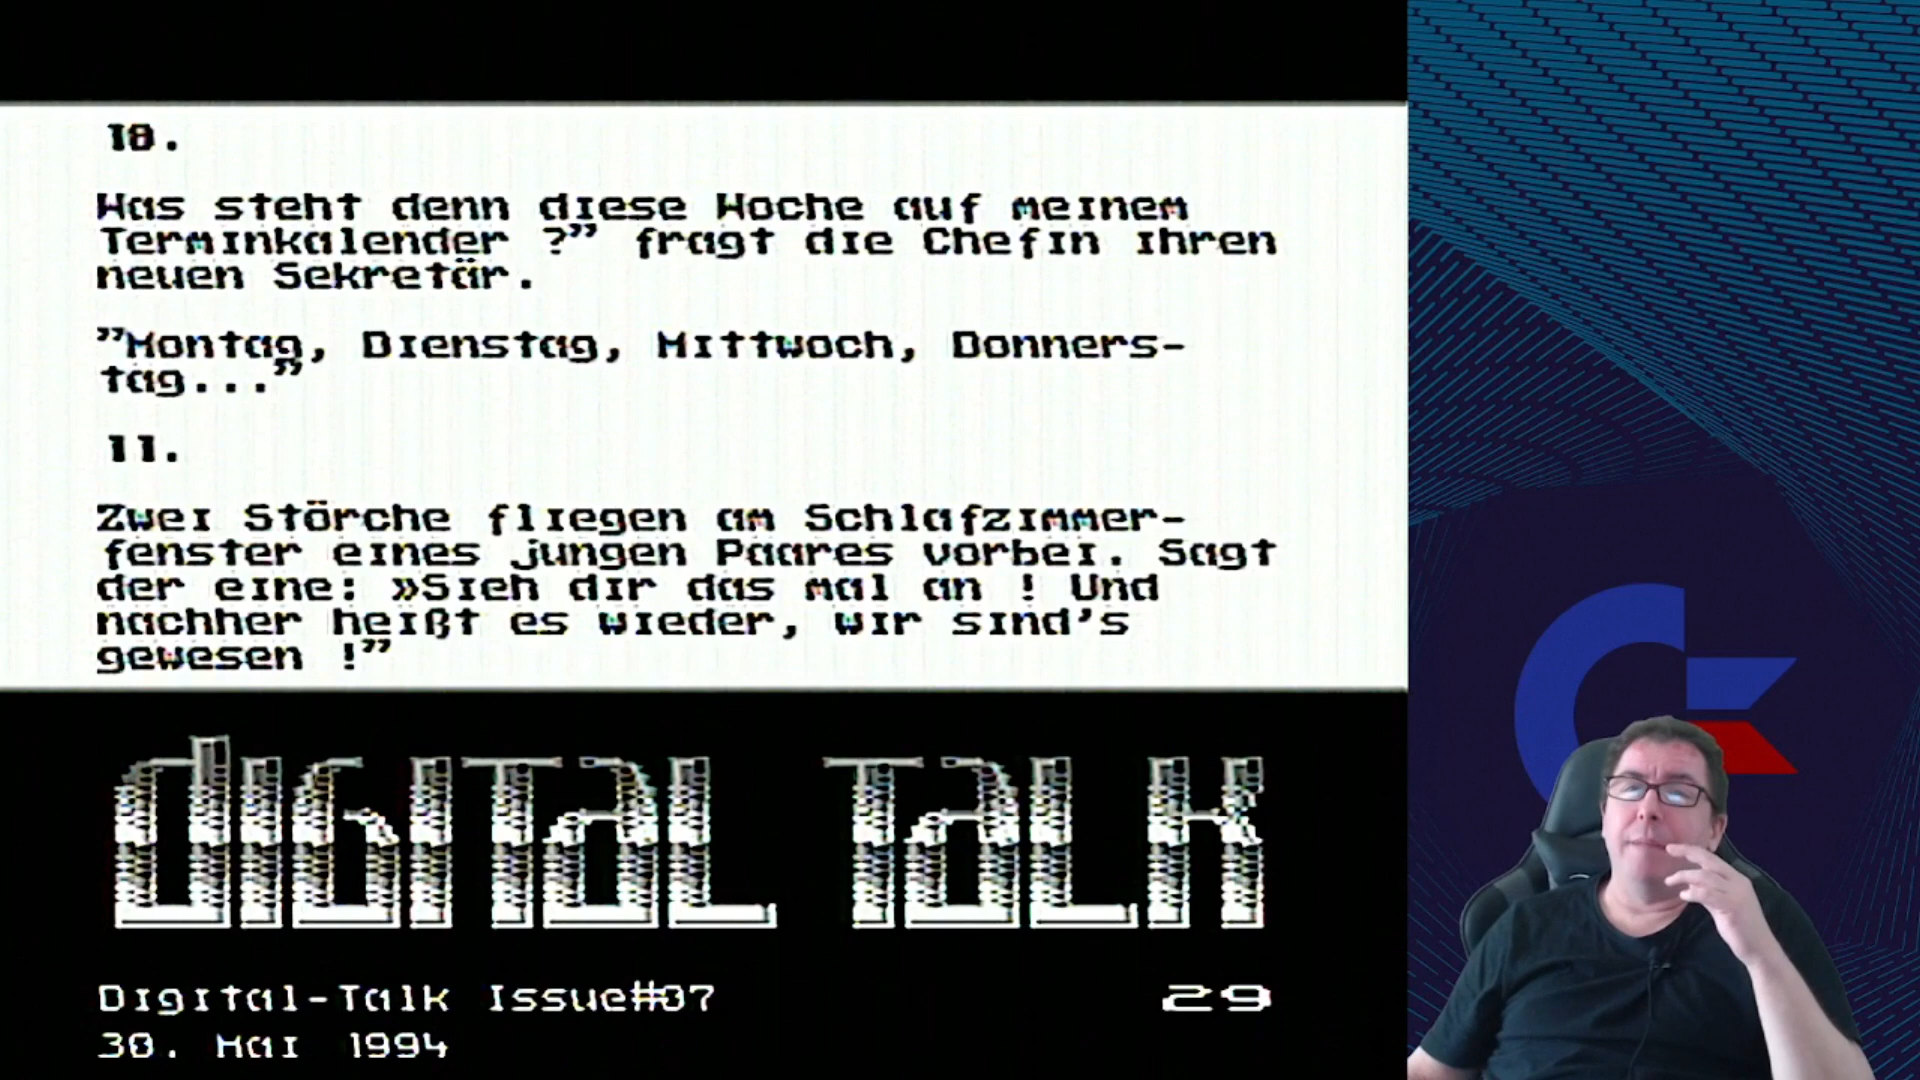 10.
Was steht denn diese Woche auf meinem
Terminkalender ?” fragt die Chefin ihren
neuen Sekretär.
”Montag, Dienstag, Mittwoch, Donners-
tag...”
11.
Zwei Störche fliegen am Schlafzimmer-
fenster eines jungen Paares vorbei. Sagt
der eine: »Sieh dir das mal an ! Und
nachher heißt es wieder, wir sind's
gewesen !”
DIGITAL TALK
Digital-Talk Issue#07
29
30. Mai 1994